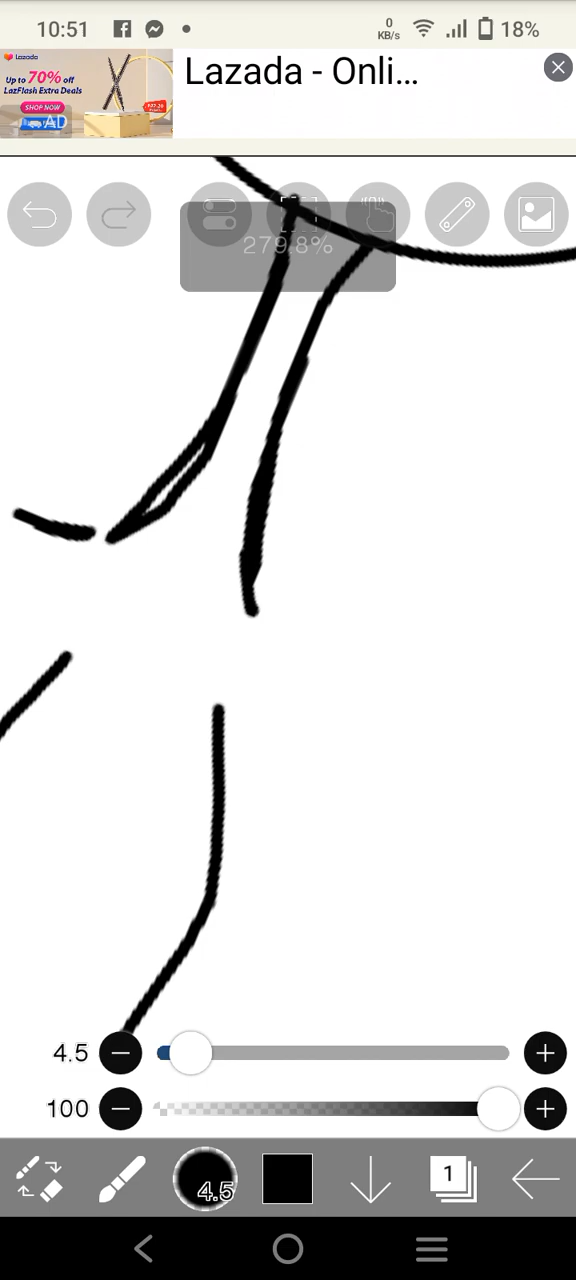 10:51
0
KB/s
18%
Lazada
Up to 70% off
LazFlash Extra Deals
SHOP NOW
AD
Lazada - Onli...
279.8%
4.5
100
4.5
1